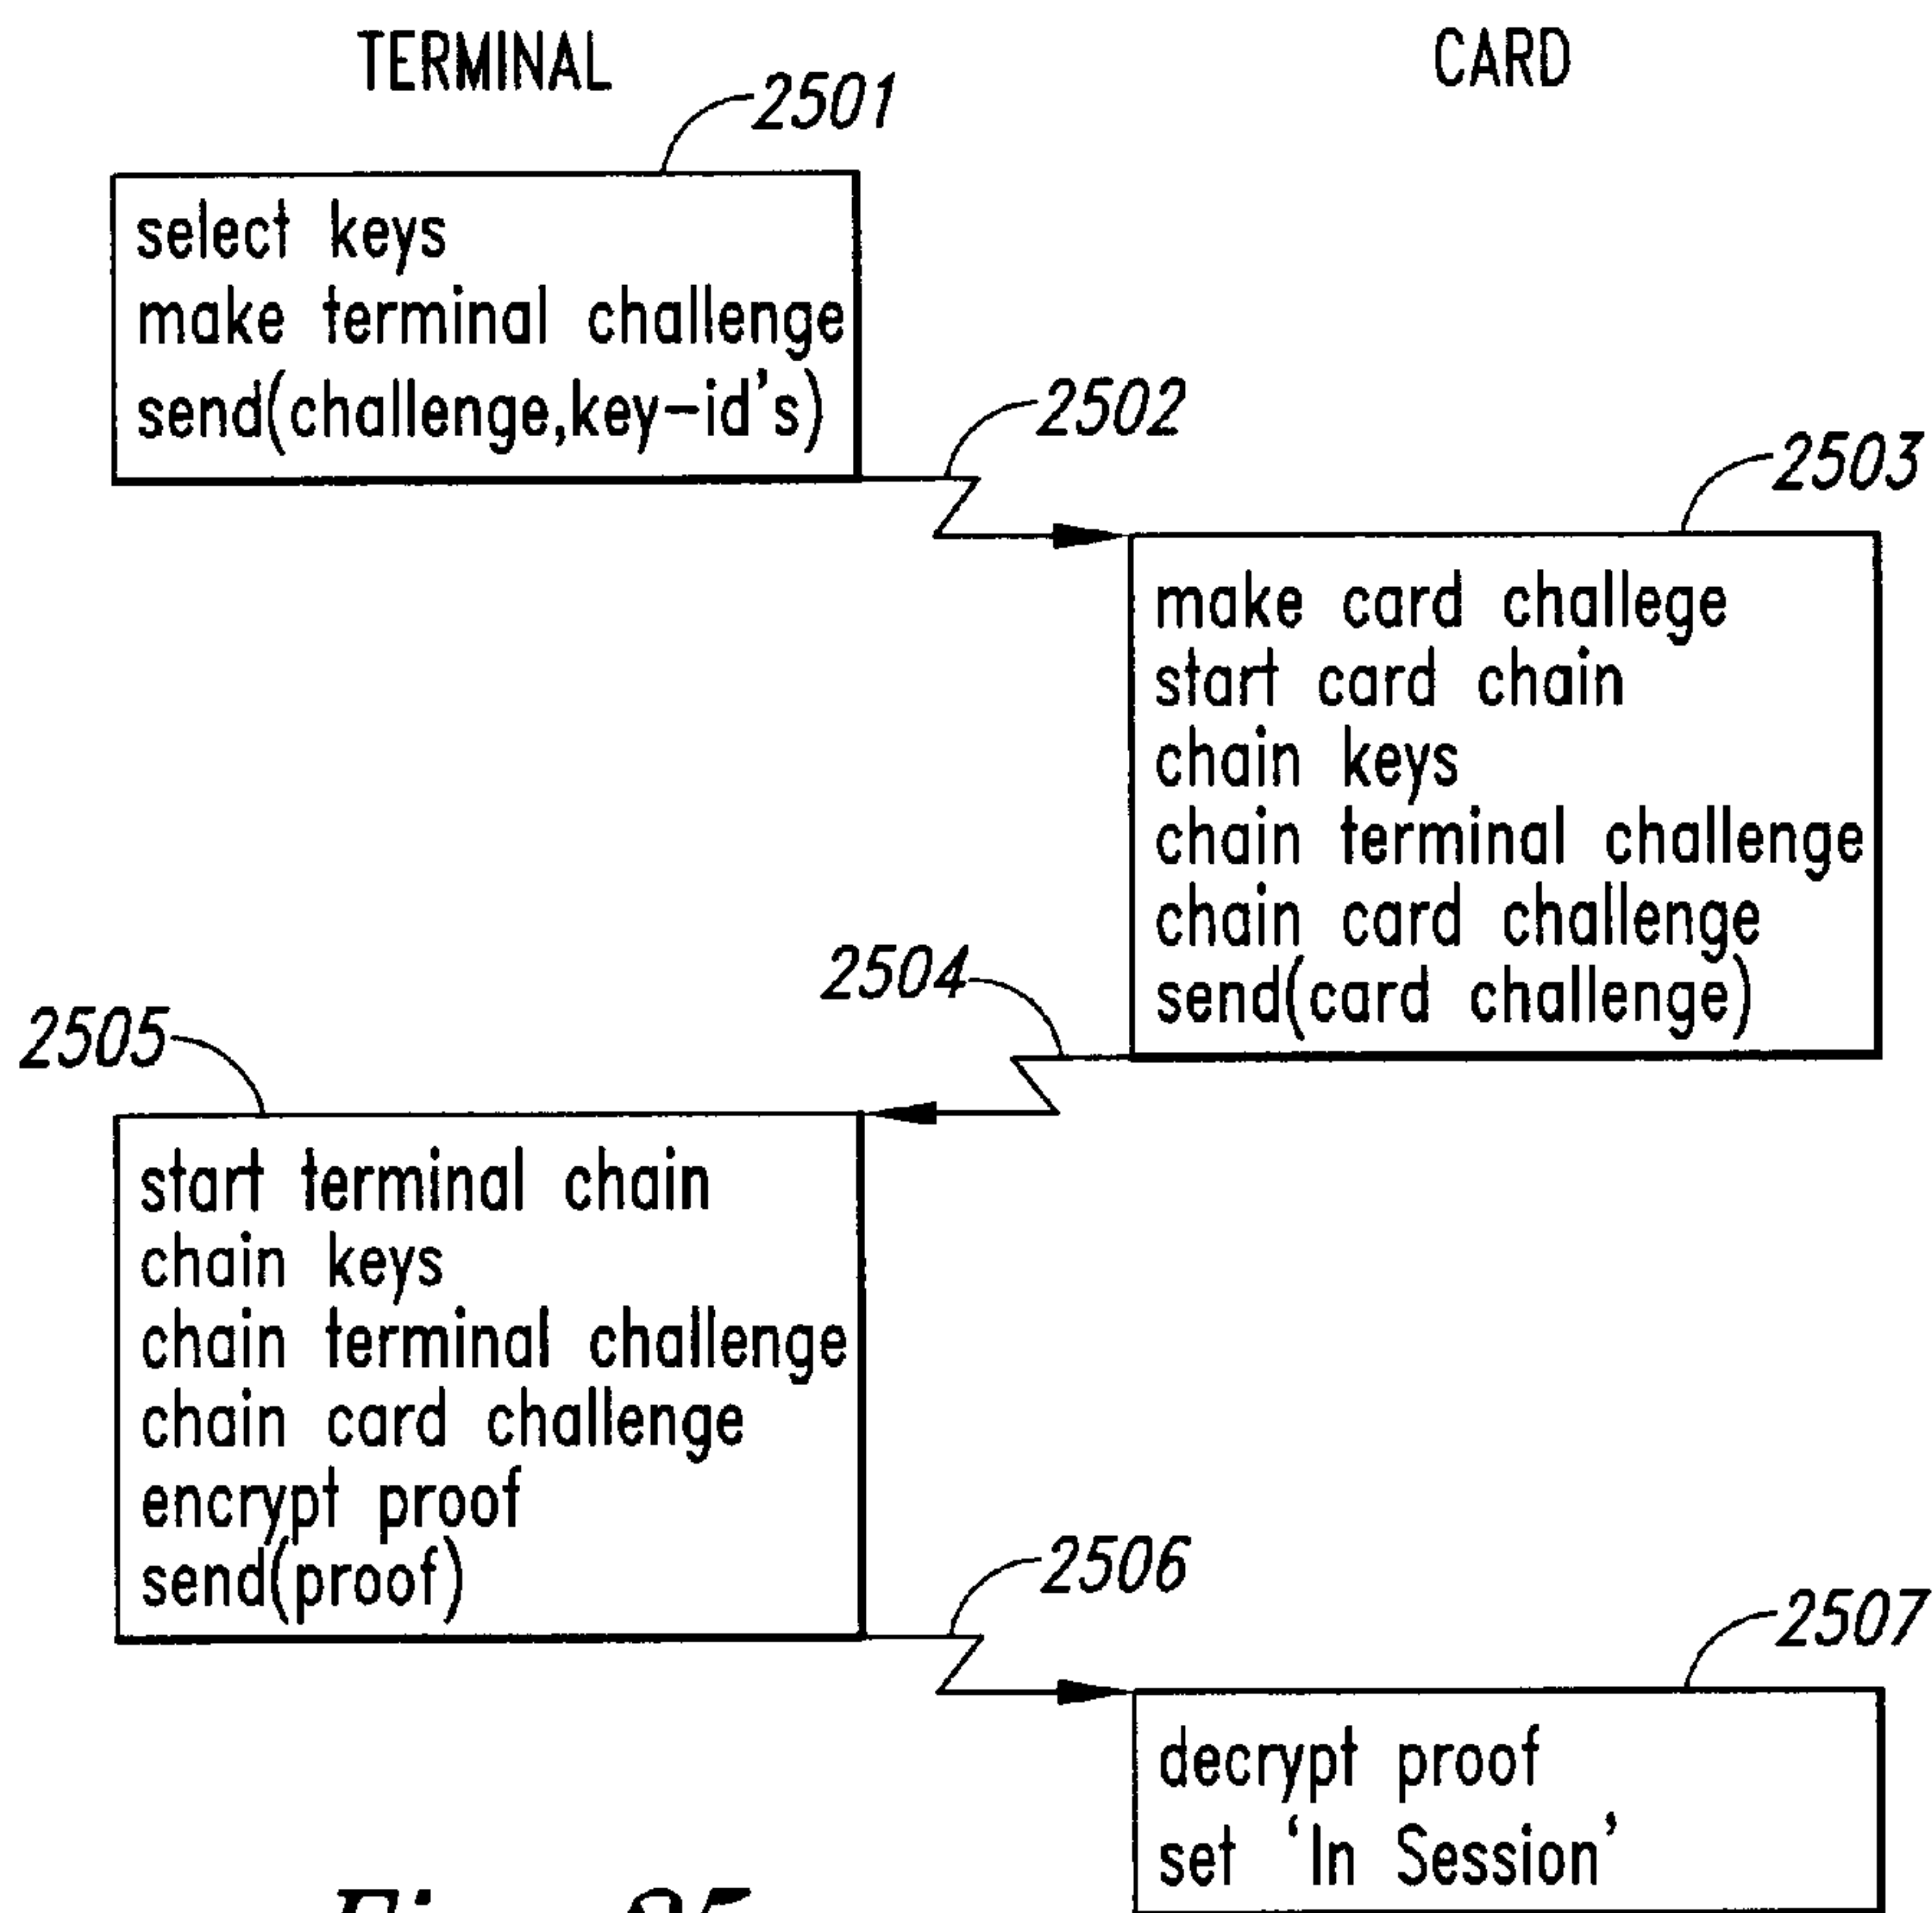 TERMINAL
CARD
2501
select keys
make terminal challenge
send(challenge,key-id's)
2502
2503
make card challege
start card chain
chain keys
chain terminal challenge
chain card challenge
send(card challenge)
2504
2505
start terminal chain
chain keys
chain terminal challenge
chain card challenge
encrypt proof
send(proof)
2506
2507
decrypt proof
set 'In Session'